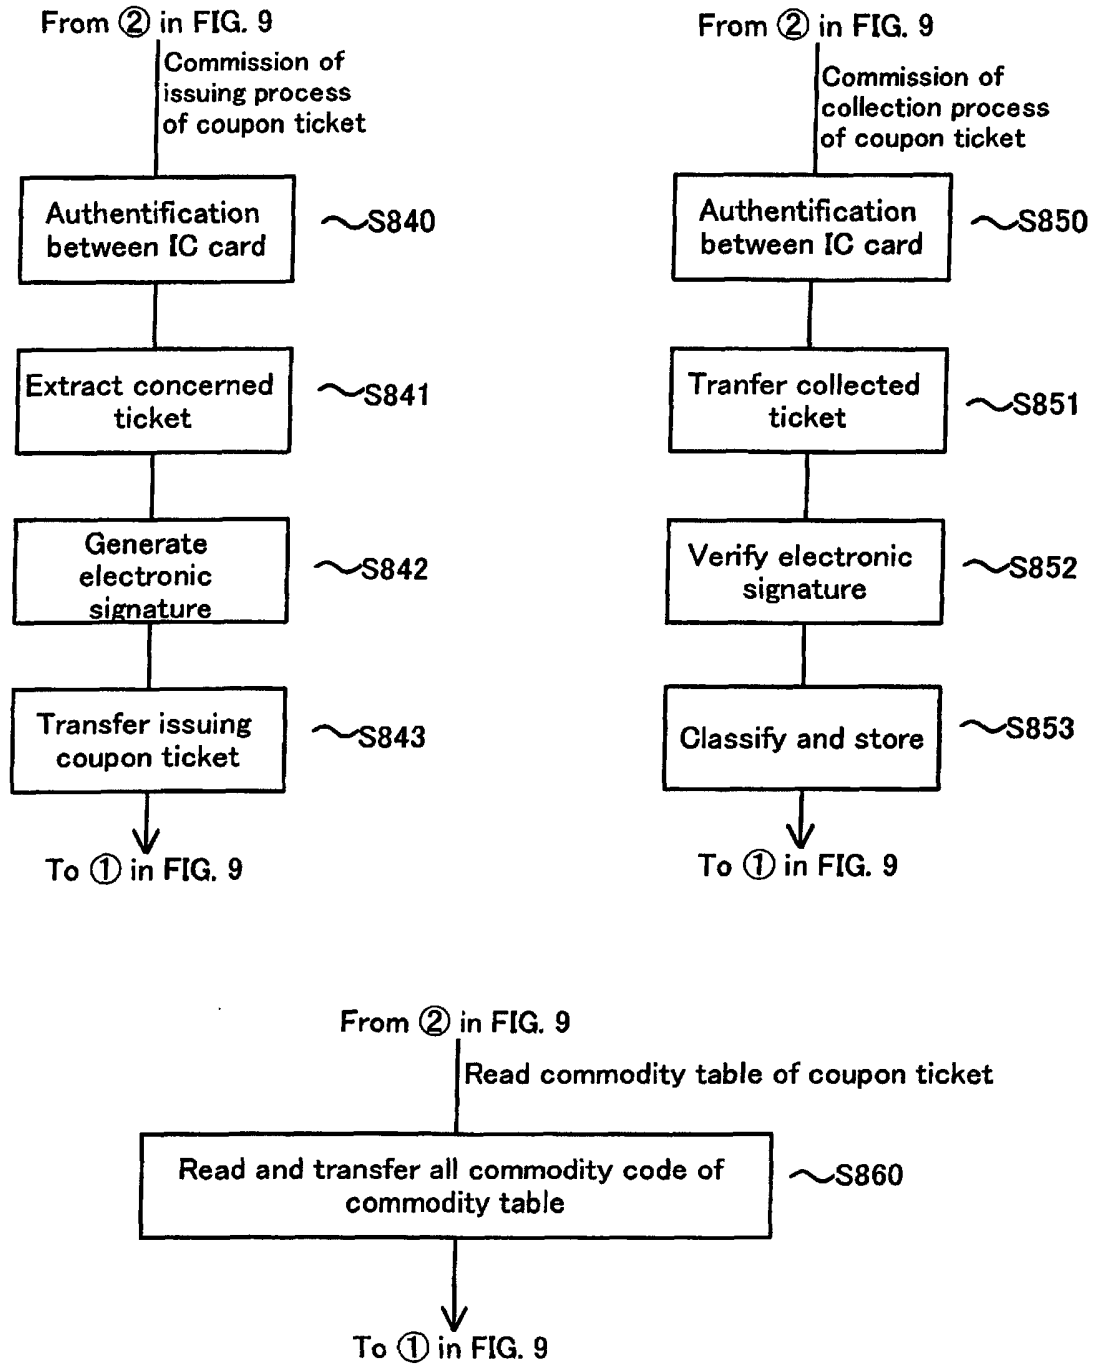 From ② in FIG. 9
Commission of
issuing process
of coupon ticket
Authentification
between IC card
S840
Extract concerned
ticket
S841
Generate
electronic
signature
S842
Transfer issuing
coupon ticket
S843
To ① in FIG. 9
From ② in FIG. 9
Commission of
collection process
of coupon ticket
Authentification
between IC card
S850
Tranfer collected
ticket
S851
Verify electronic
signature
S852
Classify and store
S853
To ① in FIG. 9
From ② in FIG. 9
Read commodity table of coupon ticket
Read and transfer all commodity code of
commodity table
S860
To ① in FIG. 9